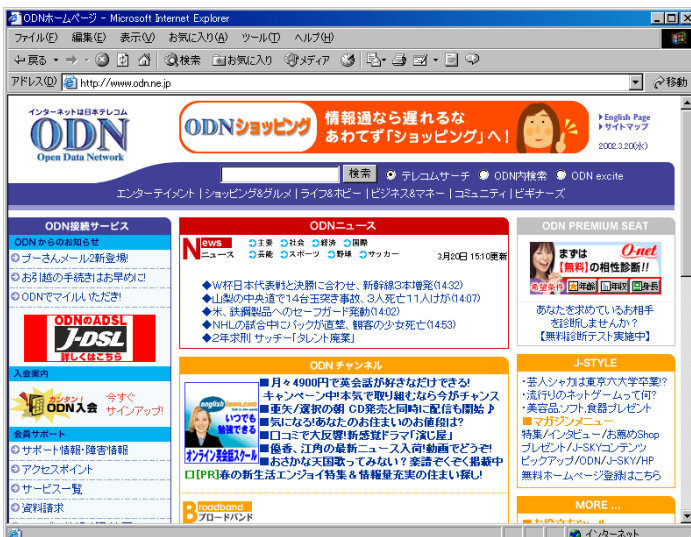 ODNホームページ - Microsoft Internet Explorer
ファイル(F) 編集(E) 表示(V) お気に入り(A) ツール(T) ヘルプ(H)
戻る 検索 お気に入り メディア
アドレス(D) http://www.odn.ne.jp 移動
インターネットは日本テレコム
ODN
Open Data Network
ODNショッピング
情報通なら遅れるな
あわてず「ショッピング」へ!
English Page
サイトマップ
2002.3.20(水)
検索 テレコムサーチ ODN内検索 ODN excite
エンターテイメント | ショッピング&グルメ | ライフ&ホビー | ビジネス&マネー | コミュニティ | ビギナーズ
ODN接続サービス
ODNからのお知らせ
プーさんメール2新登場!
お引越の手続きはお早めに!
ODNでマイルいただき!
ODNのADSL
J-DSL
詳しくはこちら
入会案内
カンタン!
ODN入会
今すぐ
サインアップ!
会員サポート
サポート情報・障害情報
アクセスポイント
サービス一覧
資料請求
ODNニュース
News
ニュース
主要 社会 経済 国際
芸能 スポーツ 野球 サッカー
3月20日 15:10更新
◆W杯日本代表戦と決勝に合わせ、新幹線3本増発(14:32)
◆山梨の中央道で14台玉突き事故、3人死亡11人けが(14:07)
◆米、鉄鋼製品へのセーフガード発動(14:02)
◆NHLの試合中にパックが直撃、観客の少女死亡(14:53)
◆2年求刑 サッチー「タレント廃業」
ODN チャンネル
englishtown.com
いつでも
勉強できる
オンライン英会話スクール
■月々4900円で英会話が好きなだけできる!
キャンペーン中!本気で取り組むなら今がチャンス
■亜矢/選択の朝 CD発売と同時に配信も開始♪
■気になる!あなたのお住まいのお値段は?
■口コミで大反響!新感覚ドラマ「演じ屋」
■優香、江角の最新ニュース入荷!動画でどうぞ!
■おさかな天国歌ってみない?楽譜ぞくぞく掲載中
□[PR]春の新生活エンジョイ特集&情報量充実の住まい探し!
Broadband
ブロードバンド
ODN PREMIUM SEAT
まずは O-net
【無料】の相性診断!!
希望条件 年齢 年収 身長
あなたを求めているお相手
を診断しませんか?
【無料診断テスト実施中】
J-STYLE
・芸人シャカは東京六大学卒業!?
・流行りのネットゲームって何?
・美容品、ソフト、食器プレゼント
■マガジンメニュー
特集/インタビュー/お薦めShop
プレゼント/J-SKYコンテンツ
ピックアップ/ODN/J-SKY/HP
無料ホームページ登録はこちら
MORE ...
インターネット